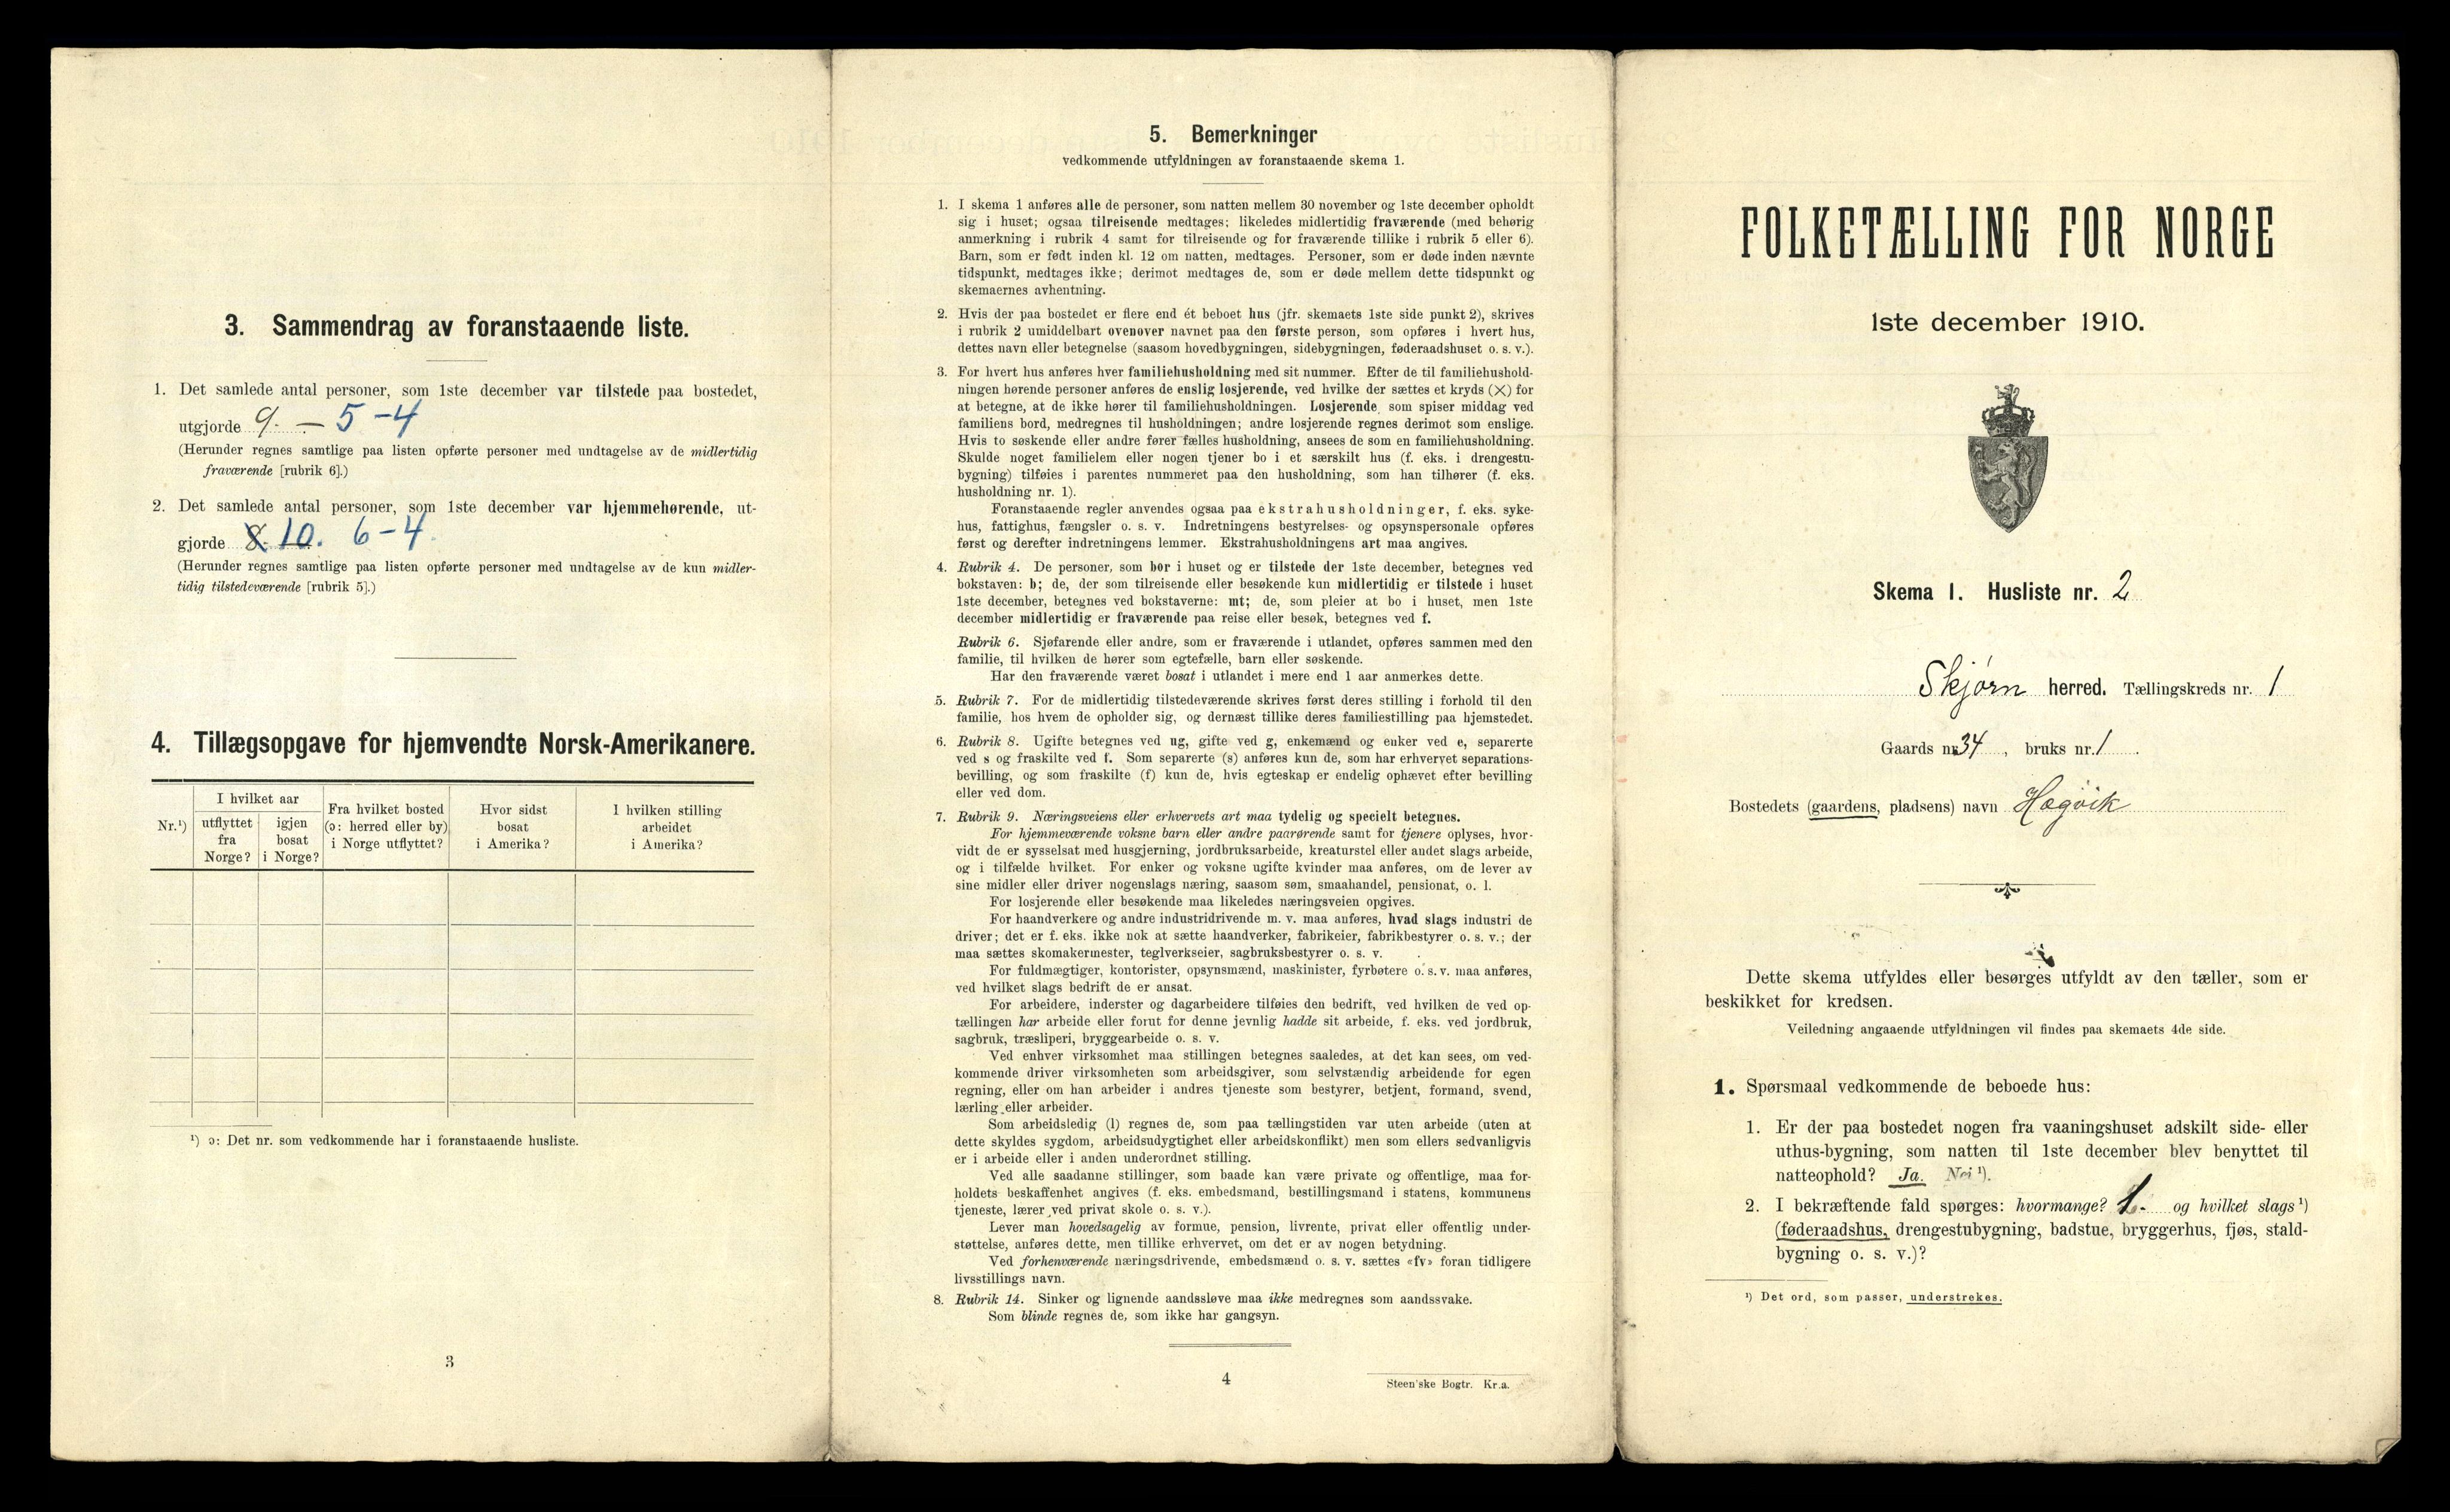 3. Sammendrag av foranstaaende liste.
1. Det samlede antal personer, som 1ste december var tilstede paa bostedet,
utgjorde 9. — 5 - 4
(Herunder regnes samtlige paa listen opførte personer med undtagelse av de midlertidig
fraværende [rubrik 6].)
2. Det samlede antal personer, som 1ste december var hjemmehørende, ut-
gjorde 8 10. 6 - 4
(Herunder regnes samtlige paa listen opførte personer med undtagelse av de kun midler-
tidig tilstedeværende [rubrik 5].)
4. Tillægsopgave for hjemvendte Norsk-Amerikanere.
Nr.¹)
I hvilket aar
utflyttet
fra
Norge?
igjen
bosat
i Norge?
Fra hvilket bosted
(ɔ: herred eller by)
i Norge utflyttet?
Hvor sidst
bosat
i Amerika?
I hvilken stilling
arbeidet
i Amerika?
¹) ɔ: Det nr. som vedkommende har i foranstaaende husliste.
3
5. Bemerkninger
vedkommende utfyldningen av foranstaaende skema 1.
1. I skema 1 anføres alle de personer, som natten mellem 30 november og 1ste december opholdt
sig i huset; ogsaa tilreisende medtages; likeledes midlertidig fraværende (med behørig
anmerkning i rubrik 4 samt for tilreisende og for fraværende tillike i rubrik 5 eller 6).
Barn, som er født inden kl. 12 om natten, medtages. Personer, som er døde inden nævnte
tidspunkt, medtages ikke; derimot medtages de, som er døde mellem dette tidspunkt og
skemaernes avhentning.
2. Hvis der paa bostedet er flere end ét beboet hus (jfr. skemaets 1ste side punkt 2), skrives
i rubrik 2 umiddelbart ovenover navnet paa den første person, som opføres i hvert hus,
dettes navn eller betegnelse (saasom hovedbygningen, sidebygningen, føderaadshuset o. s. v.).
3. For hvert hus anføres hver familiehusholdning med sit nummer. Efter de til familiehushold-
ningen hørende personer anføres de enslig losjerende, ved hvilke der sættes et kryds (×) for
at betegne, at de ikke hører til familiehusholdningen. Losjerende som spiser middag ved
familiens bord, medregnes til husholdningen; andre losjerende regnes derimot som enslige.
Hvis to søskende eller andre fører fælles husholdning, ansees de som en familiehusholdning.
Skulde noget familielem eller nogen tjener bo i et særskilt hus (f. eks. i drengestu-
bygning) tilføies i parentes nummeret paa den husholdning, som han tilhører (f. eks.
husholdning nr. 1).
Foranstaaende regler anvendes ogsaa paa ekstrahusholdninger, f. eks. syke-
hus, fattighus, fængsler o. s. v. Indretningens bestyrelses- og opsynspersonale opføres
først og derefter indretningens lemmer. Ekstrahusholdningens art maa angives.
4. Rubrik 4. De personer, som bor i huset og er tilstede der 1ste december, betegnes ved
bokstaven: b; de, der som tilreisende eller besøkende kun midlertidig er tilstede i huset
1ste december, betegnes ved bokstaverne: mt; de, som pleier at bo i huset, men 1ste
december midlertidig er fraværende paa reise eller besøk, betegnes ved f.
Rubrik 6. Sjøfarende eller andre, som er fraværende i utlandet, opføres sammen med den
familie, til hvilken de hører som egtefælle, barn eller søskende.
Har den fraværende været bosat i utlandet i mere end 1 aar anmerkes dette.
5. Rubrik 7. For de midlertidig tilstedeværende skrives først deres stilling i forhold til den
familie, hos hvem de opholder sig, og dernæst tillike deres familiestilling paa hjemstedet.
6. Rubrik 8. Ugifte betegnes ved ug, gifte ved g, enkemænd og enker ved e, separerte
ved s og fraskilte ved f. Som separerte (s) anføres kun de, som har erhvervet separations-
bevilling, og som fraskilte (f) kun de, hvis egteskap er endelig ophævet efter bevilling
eller ved dom.
7. Rubrik 9. Næringsveiens eller erhvervets art maa tydelig og specielt betegnes.
For hjemmeværende voksne barn eller andre paarørende samt for tjenere oplyses, hvor-
vidt de er sysselsat med husgjerning, jordbruksarbeide, kreaturstel eller andet slags arbeide,
og i tilfælde hvilket. For enker og voksne ugifte kvinder maa anføres, om de lever av
sine midler eller driver nogenslags næring, saasom søm, smaahandel, pensionat, o. l.
For losjerende eller besøkende maa likeledes næringsveien opgives.
For haandverkere og andre industridrivende m. v. maa anføres, hvad slags industri de
driver; det er f. eks. ikke nok at sætte haandverker, fabrikeier, fabrikbestyrer o. s. v.; der
maa sættes skomakermester, teglverkseier, sagbruksbestyrer o. s. v.
For fuldmægtiger, kontorister, opsynsmænd, maskinister, fyrbøtere o. s. v. maa anføres,
ved hvilket slags bedrift de er ansat.
For arbeidere, inderster og dagarbeidere tilføies den bedrift, ved hvilken de ved op-
tællingen har arbeide eller forut for denne jevnlig hadde sit arbeide, f. eks. ved jordbruk,
sagbruk, træsliperi, bryggearbeide o. s. v.
Ved enhver virksomhet maa stillingen betegnes saaledes, at det kan sees, om ved-
kommende driver virksomheten som arbeidsgiver, som selvstændig arbeidende for egen
regning, eller om han arbeider i andres tjeneste som bestyrer, betjent, formand, svend,
lærling eller arbeider.
Som arbeidsledig (l) regnes de, som paa tællingstiden var uten arbeide (uten at
dette skyldes sygdom, arbeidsudygtighet eller arbeidskonflikt) men som ellers sedvanligvis
er i arbeide eller i anden underordnet stilling.
Ved alle saadanne stillinger, som baade kan være private og offentlige, maa for-
holdets beskaffenhet angives (f. eks. embedsmand, bestillingsmand i statens, kommunens
tjeneste, lærer ved privat skole o. s. v.).
Lever man hovedsagelig av formue, pension, livrente, privat eller offentlig under-
støttelse, anføres dette, men tillike erhvervet, om det er av nogen betydning.
Ved forhenværende næringsdrivende, embedsmænd o. s. v. sættes «fv» foran tidligere
livsstillings navn.
8. Rubrik 14. Sinker og lignende aandssløve maa ikke medregnes som aandssvake.
Som blinde regnes de, som ikke har gangsyn.
4
Steen'ske Bogtr. Kr.a.
FOLKETÆLLING FOR NORGE
1ste december 1910.
Skema 1. Husliste nr. 2
Skjørn herred. Tællingskreds nr. 1
Gaards nr. 34, bruks nr. 1.
Bostedets (gaardens, pladsens) navn Hægvik
Dette skema utfyldes eller besørges utfyldt av den tæller, som er
beskikket for kredsen.
Veiledning angaaende utfyldningen vil findes paa skemaets 4de side.
1. Spørsmaal vedkommende de beboede hus:
1. Er der paa bostedet nogen fra vaaningshuset adskilt side- eller
uthus-bygning, som natten til 1ste december blev benyttet til
natteophold? Ja. Nei ¹).
2. I bekræftende fald spørges: hvormange? 1. og hvilket slags ¹)
(føderaadshus, drengestubygning, badstue, bryggerhus, fjøs, stald-
bygning o. s. v.)?
¹) Det ord, som passer, understrekes.